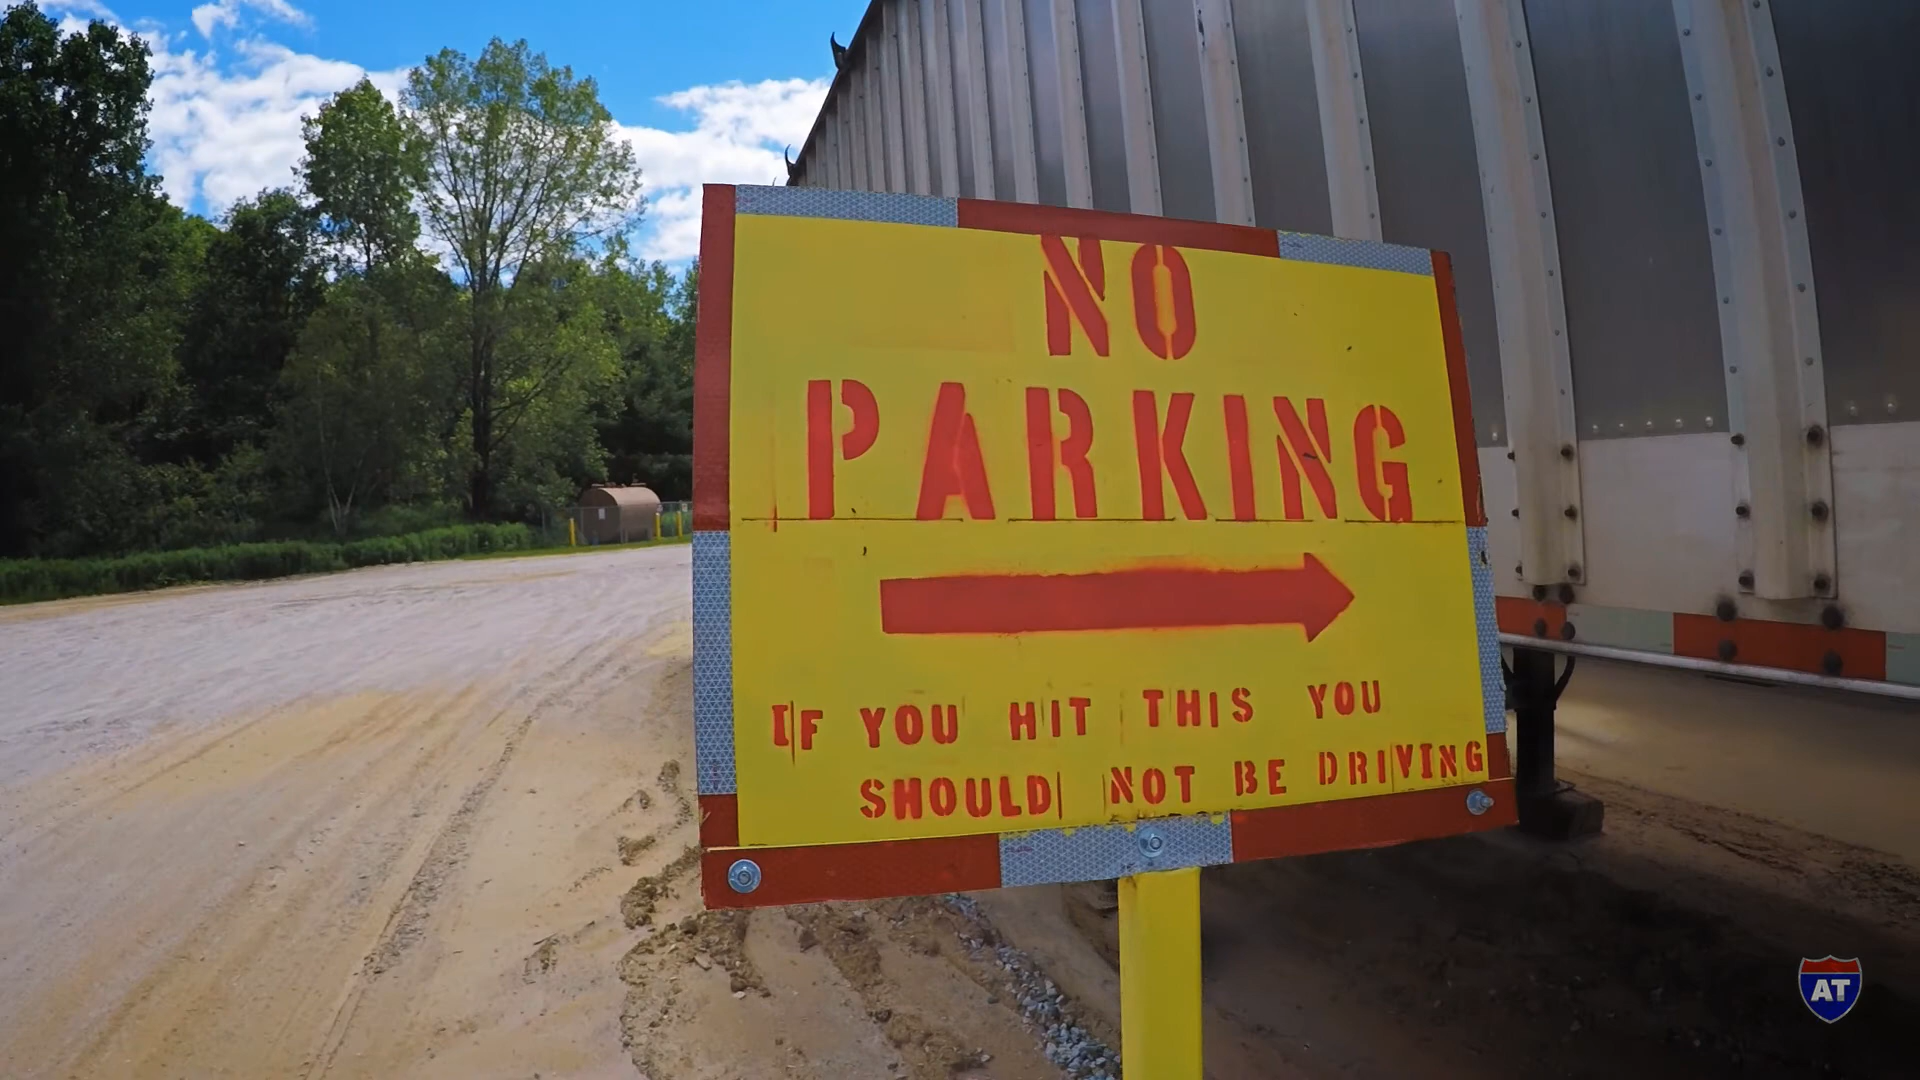 NO
PARKING
IF YOU HIT THIS YOU
SHOULD NOT BE DRIVING
AT